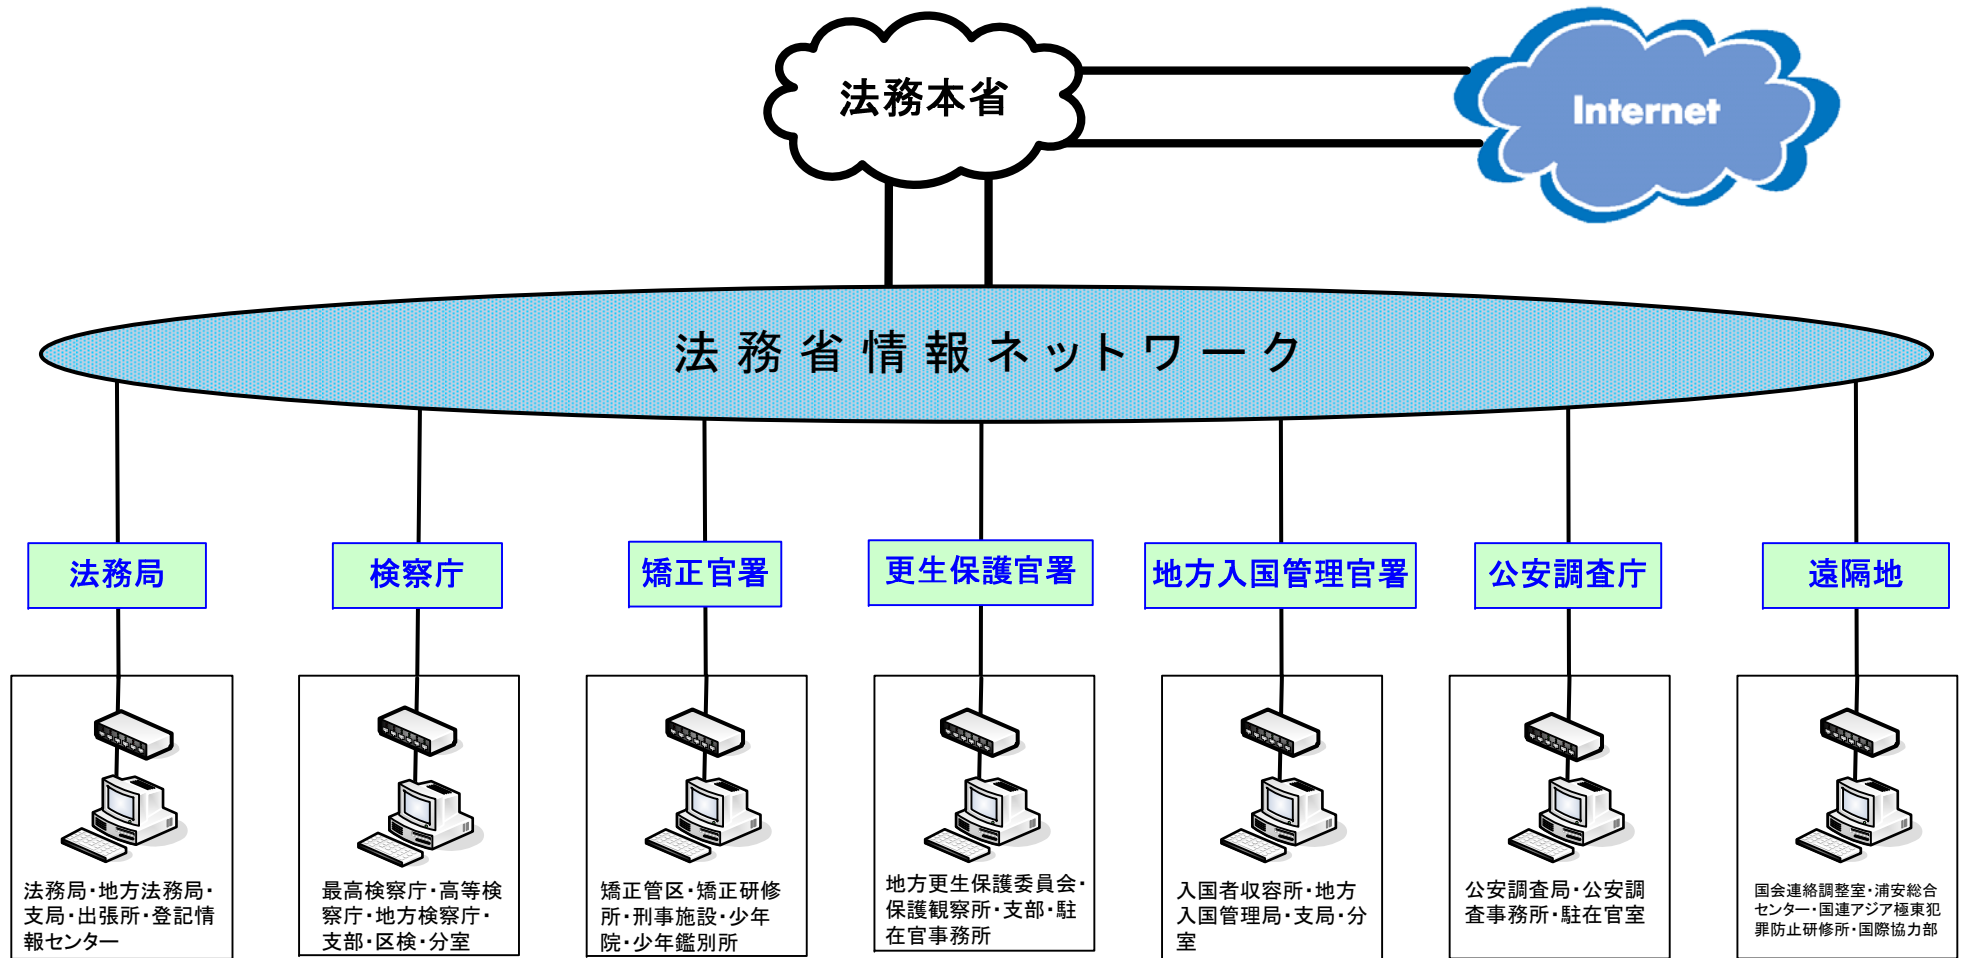 法務本省
Internet
法務省情報ネットワーク
法務局
検察庁
矯正官署
更生保護官署
地方入国管理官署
公安調査庁
遠隔地
法務局・地方法務局・
支局・出張所・登記情
報センター
最高検察庁・高等検
察庁・地方検察庁・
支部・区検・分室
矯正管区・矯正研修
所・刑事施設・少年
院・少年鑑別所
地方更生保護委員会・
保護観察所・支部・駐
在官事務所
入国者収容所・地方
入国管理局・支局・分
室
公安調査局・公安調
査事務所・駐在官室
国会連絡調整室・浦安総合
センター・国連アジア極東犯
罪防止研修所・国際協力部